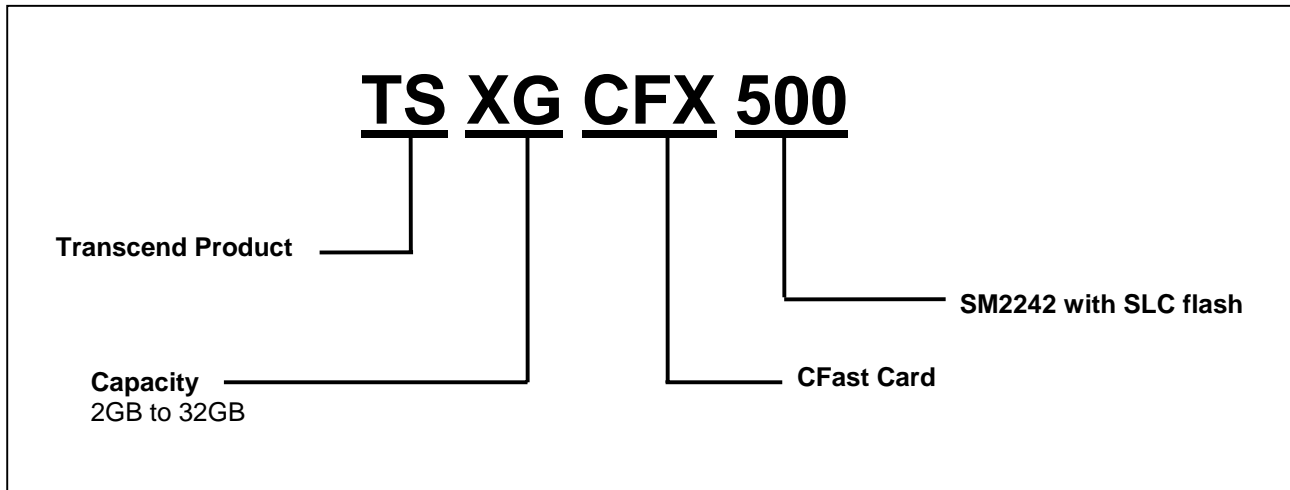 TS XG CFX 500
Transcend Product
SM2242 with SLC flash
Capacity
2GB to 32GB
CFast Card